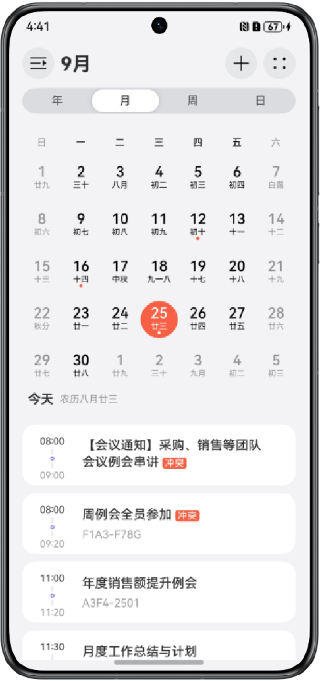 4:41
67
9月
年 月 周 日
日 一 二 三 四 五 六
1 2 3 4 5 6 7
廿九 三十 八月 初二 初三 初四 白露
8 9 10 11 12 13 14
初六 初七 初八 初九 初十 十一 十二
15 16 17 18 19 20 21
十三 十四 中秋 九一八 十七 十八 十九
22 23 24 25 26 27 28
秋分 廿一 廿二 廿三 廿四 廿五 廿六
29 30 1 2 3 4 5
廿七 廿八 廿九 三十 九月 初二 初三
今天 农历八月廿三
08:00 【会议通知】采购、销售等团队
会议例会串讲 冲突
09:00
08:00 周例会全员参加 冲突
09:20 F1A3-F78G
11:00 年度销售额提升例会
11:20 A3F4-2501
11:30 月度工作总结与计划